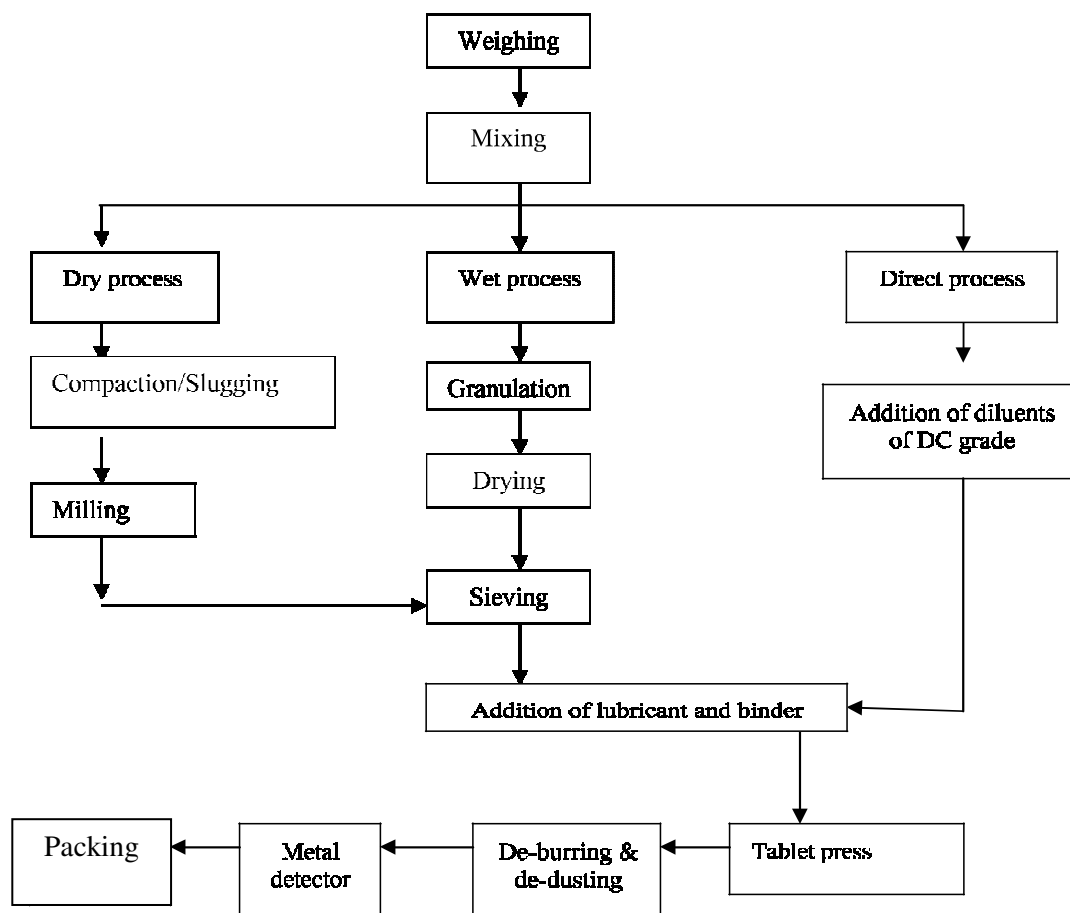 Weighing
Mixing
Dry process
Wet process
Direct process
Compaction/Slugging
Granulation
Addition of diluents
of DC grade
Drying
Milling
Sieving
Addition of lubricant and binder
Packing
Metal
detector
De-burring &
de-dusting
Tablet press